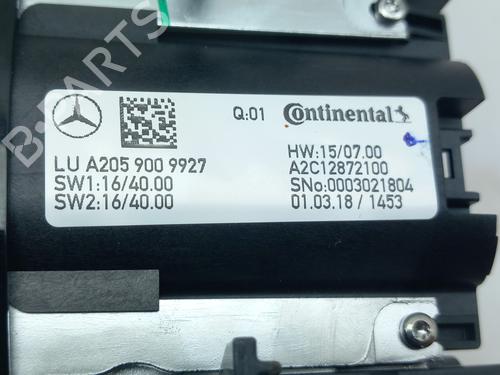 Q:01 Continental
LU A205 900 9927
SW1:16/40.00
SW2:16/40.00
HW:15/07.00
A2C12872100
SNo:0003021804
01.03.18 / 1453
B-PARTS